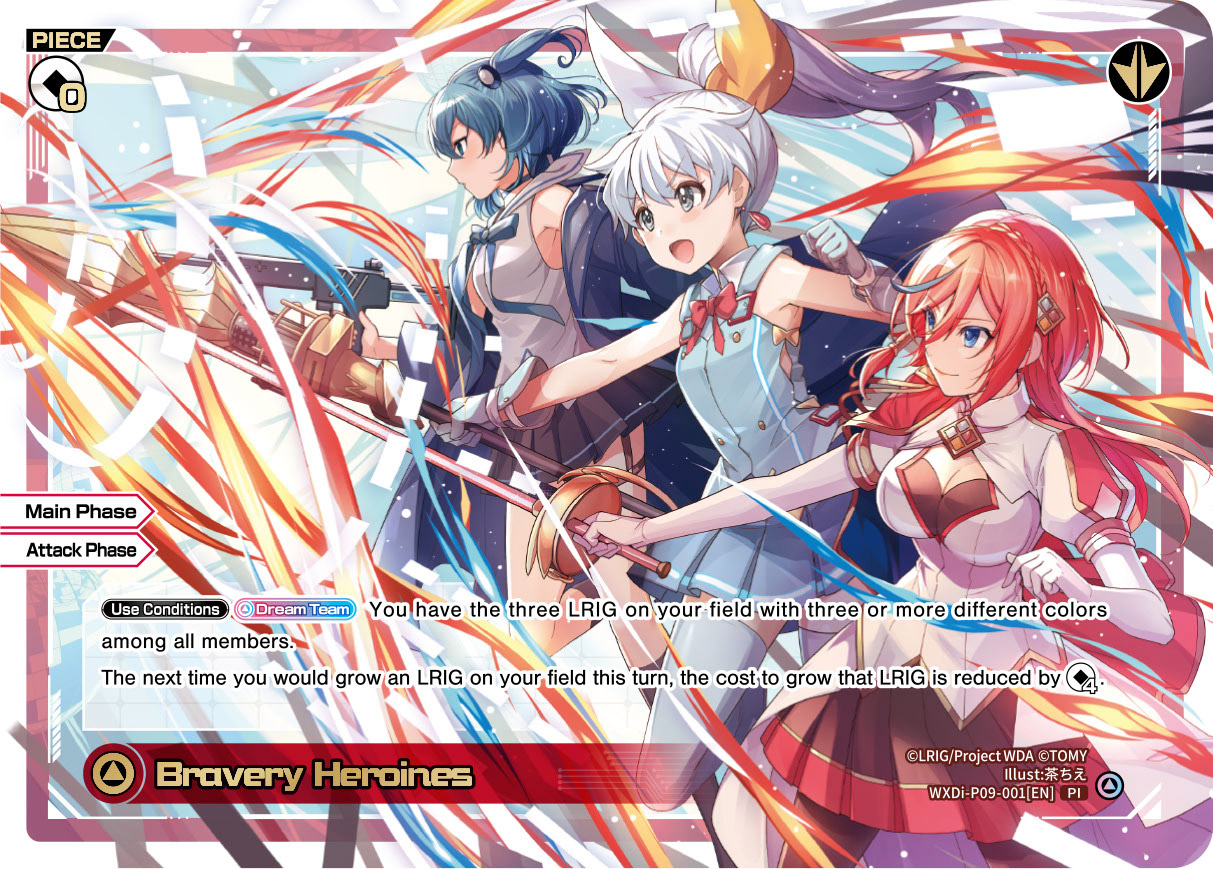 PIECE
0
Main Phase
Attack Phase
Use Conditions Dream Team You have the three LRIG on your field with three or more different colors
among all members.
The next time you would grow an LRIG on your field this turn, the cost to grow that LRIG is reduced by 4.
Bravery Heroines
©LRIG/Project WDA ©TOMY
Illust:茶ちえ
WXDi-P09-001[EN] PI